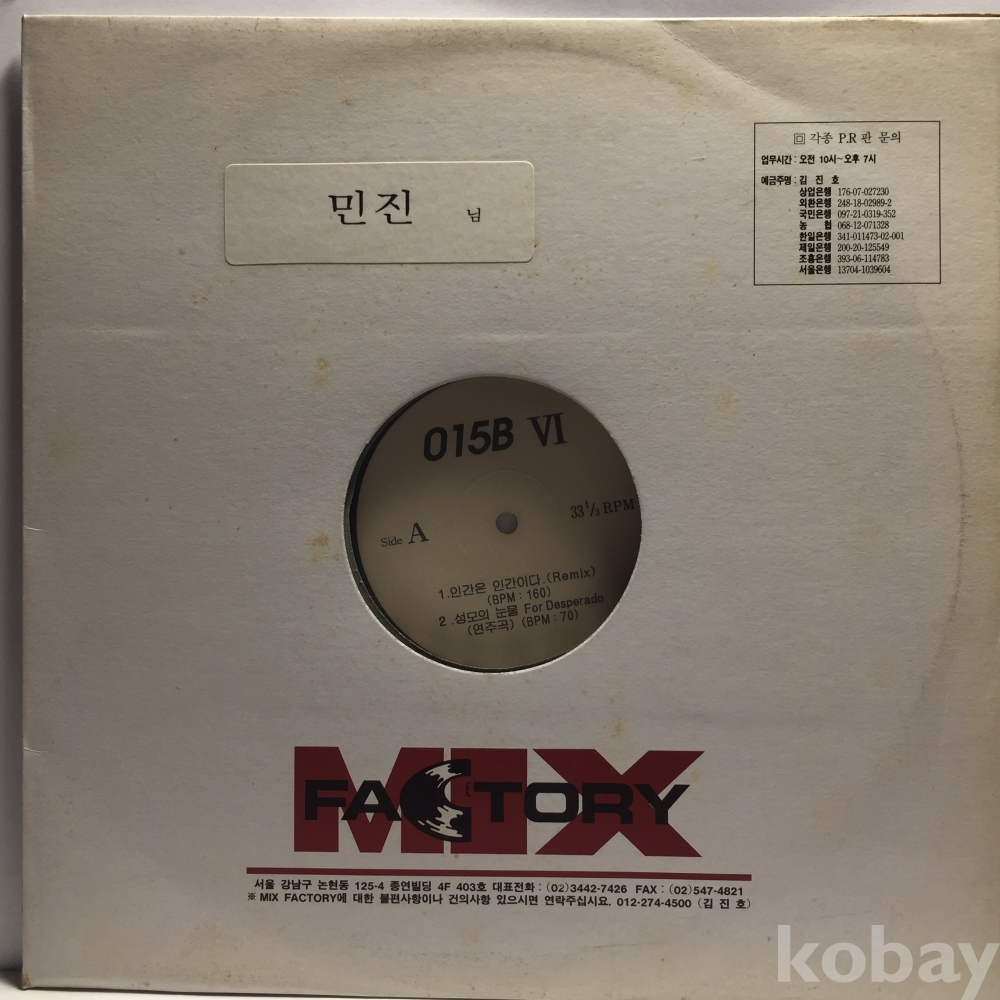 回 각종 P.R 판 문의
업무시간 : 오전 10시~오후 7시
예금주명 : 김 진 호
상업은행 176-07-027230
외환은행 248-18-02989-2
국민은행 097-21-0319-352
농 협 068-12-071328
한일은행 341-011473-02-001
제일은행 200-20-125549
조흥은행 393-06-114783
서울은행 13704-1039604
민진 님
015B VI
33 1/3 RPM
Side A
1.인간은 인간이다.(Remix)
(BPM : 160)
2 .성모의 눈물 For Desperado
(연주곡) (BPM : 70)
MIX
FACTORY
서울 강남구 논현동 125-4 종연빌딩 4F 403호 대표전화 : (02)3442-7426 FAX : (02)547-4821
※ MIX FACTORY에 대한 불편사항이나 건의사항 있으시면 연락주십시요. 012-274-4500 (김 진 호)
kobay